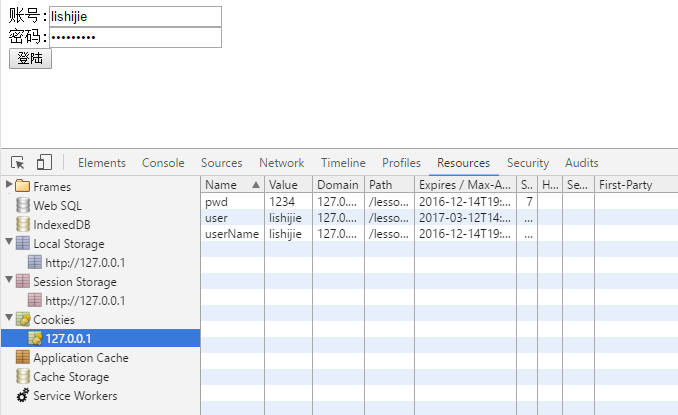 账号:lishijie
密码:•••••••••
登陆
Elements Console Sources Network Timeline Profiles Resources Security Audits
Frames
Web SQL
IndexedDB
Local Storage
http://127.0.0.1
Session Storage
http://127.0.0.1
Cookies
127.0.0.1
Application Cache
Cache Storage
Service Workers
Name Value Domain Path Expires / Max-A... S.. H... Se... First-Party
pwd 1234 127.0.... /lesso... 2016-12-14T19:... 7
user lishijie 127.0.... /lesso... 2017-03-12T14:... ...
userName lishijie 127.0.... /lesso... 2016-12-14T19:... ...